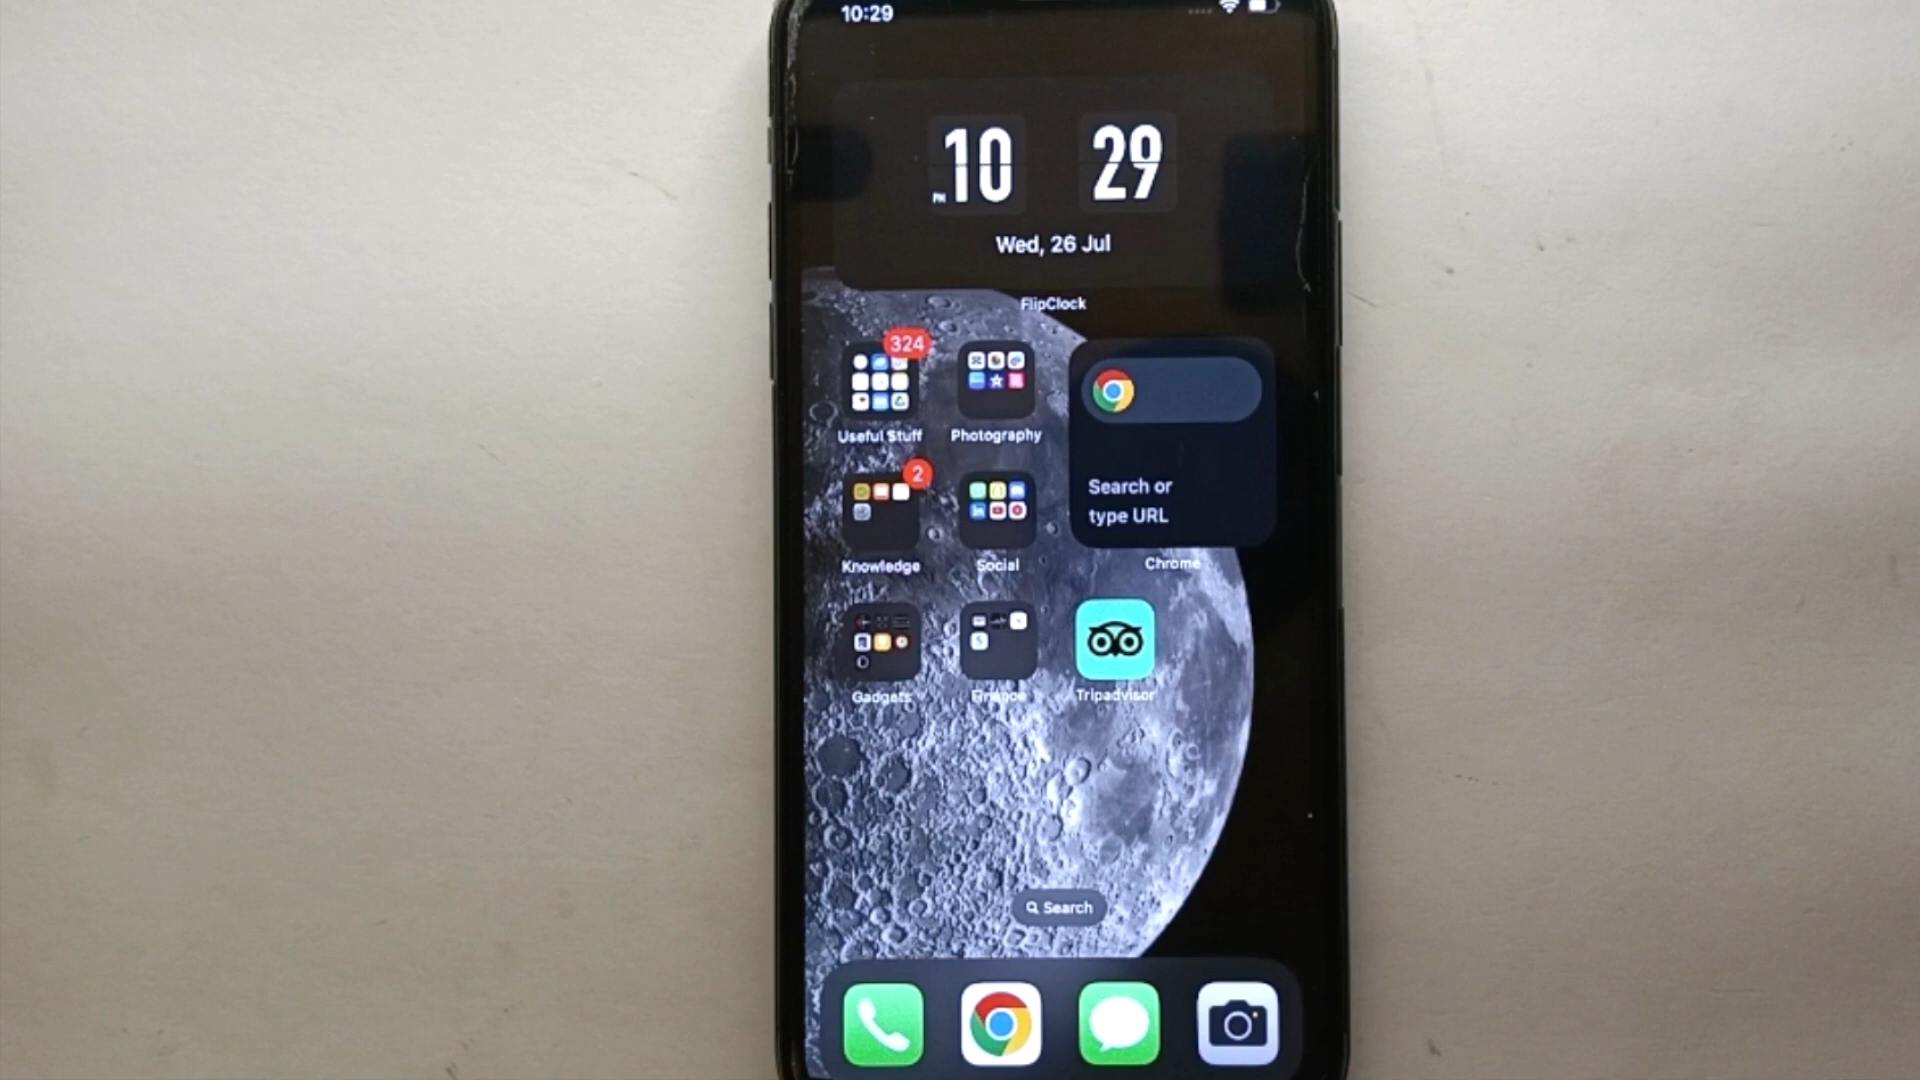 10:29
PM 10 29
Wed, 26 Jul
FlipClock
324
Useful Stuff Photography
2
Search or
type URL
Knowledge Social Chrome
Gadgets Finance Tripadvisor
Search